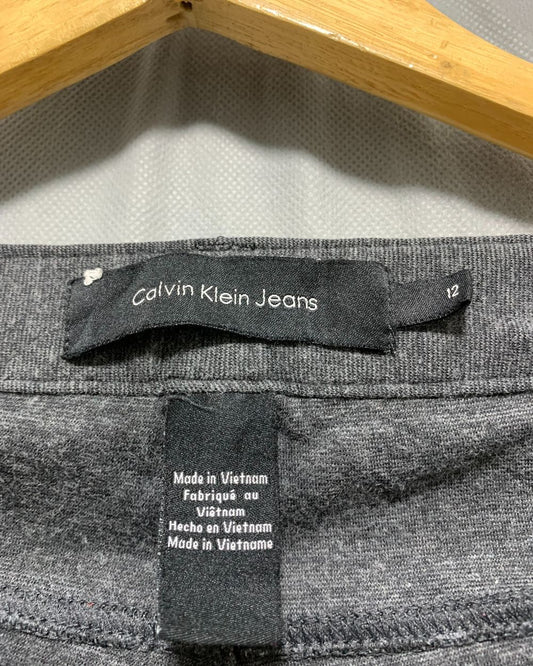 Calvin Klein Jeans
12
Made in Vietnam
Fabriqué au
Viêtnam
Hecho en Vietnam
Made in Vietname